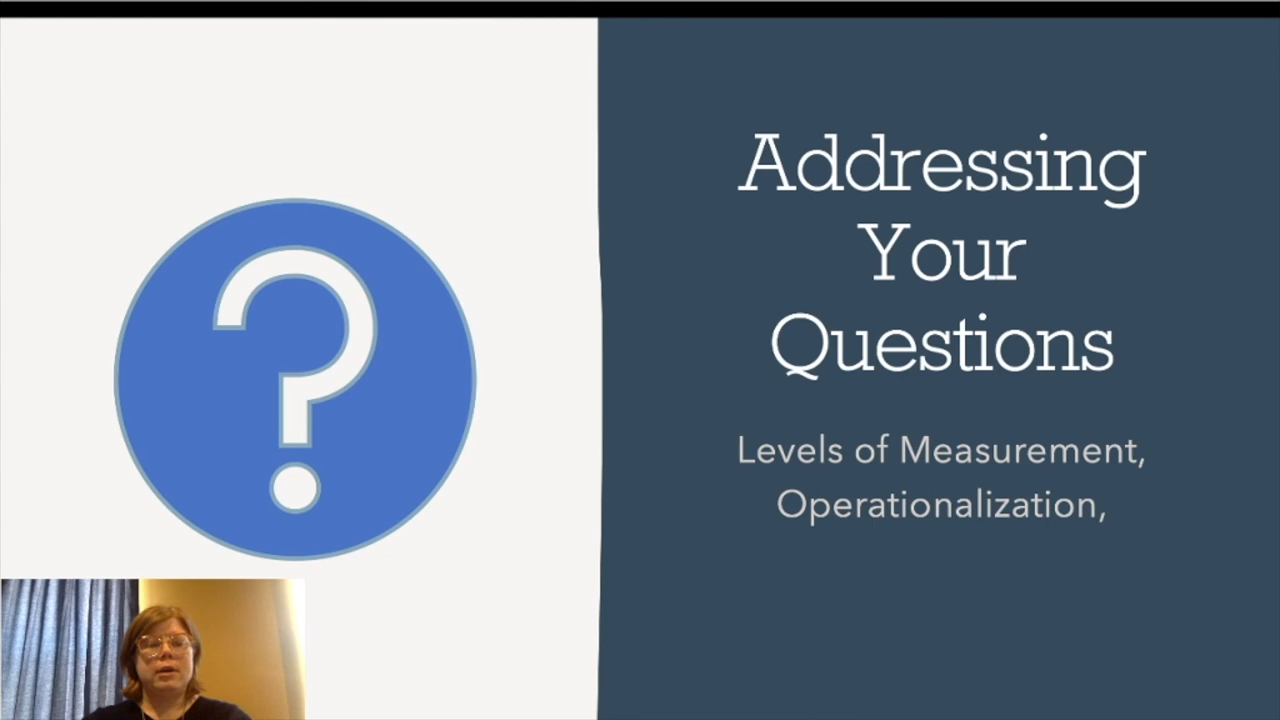 Addressing
Your
Questions
Levels of Measurement,
Operationalization,